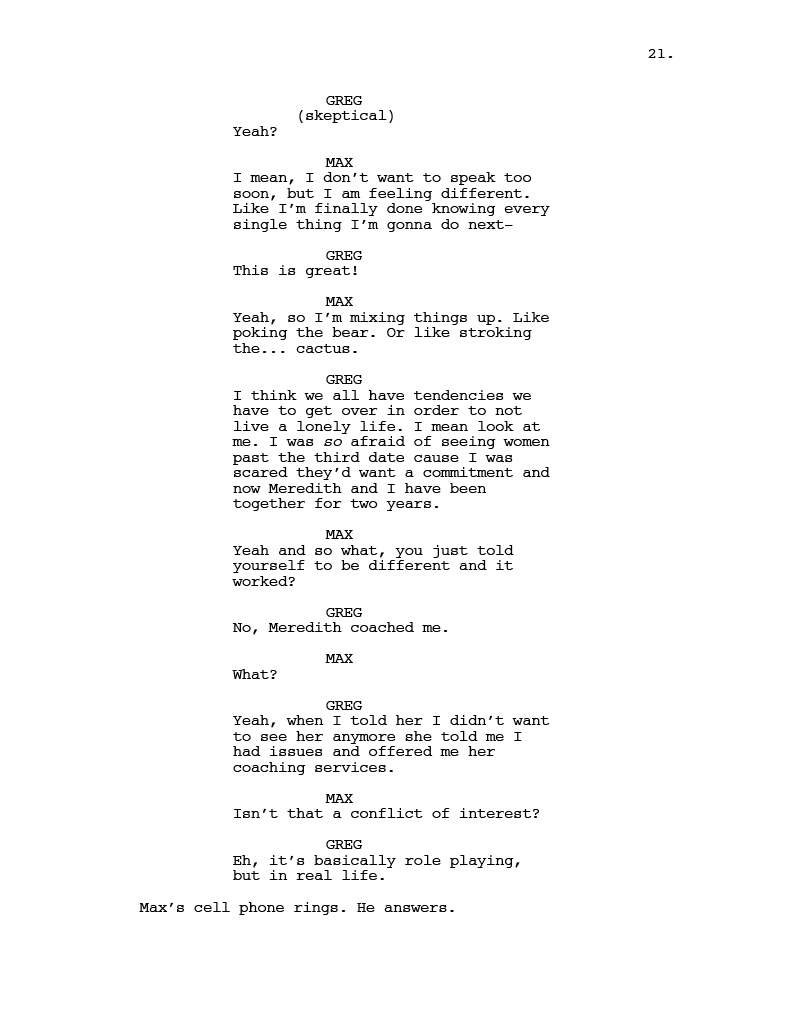 21.
GREG
(skeptical)
Yeah?
MAX
I mean, I don't want to speak too
soon, but I am feeling different.
Like I'm finally done knowing every
single thing I'm gonna do next–
GREG
This is great!
MAX
Yeah, so I'm mixing things up. Like
poking the bear. Or like stroking
the... cactus.
GREG
I think we all have tendencies we
have to get over in order to not
live a lonely life. I mean look at
me. I was so afraid of seeing women
past the third date cause I was
scared they'd want a commitment and
now Meredith and I have been
together for two years.
MAX
Yeah and so what, you just told
yourself to be different and it
worked?
GREG
No, Meredith coached me.
MAX
What?
GREG
Yeah, when I told her I didn't want
to see her anymore she told me I
had issues and offered me her
coaching services.
MAX
Isn't that a conflict of interest?
GREG
Eh, it's basically role playing,
but in real life.
Max's cell phone rings. He answers.